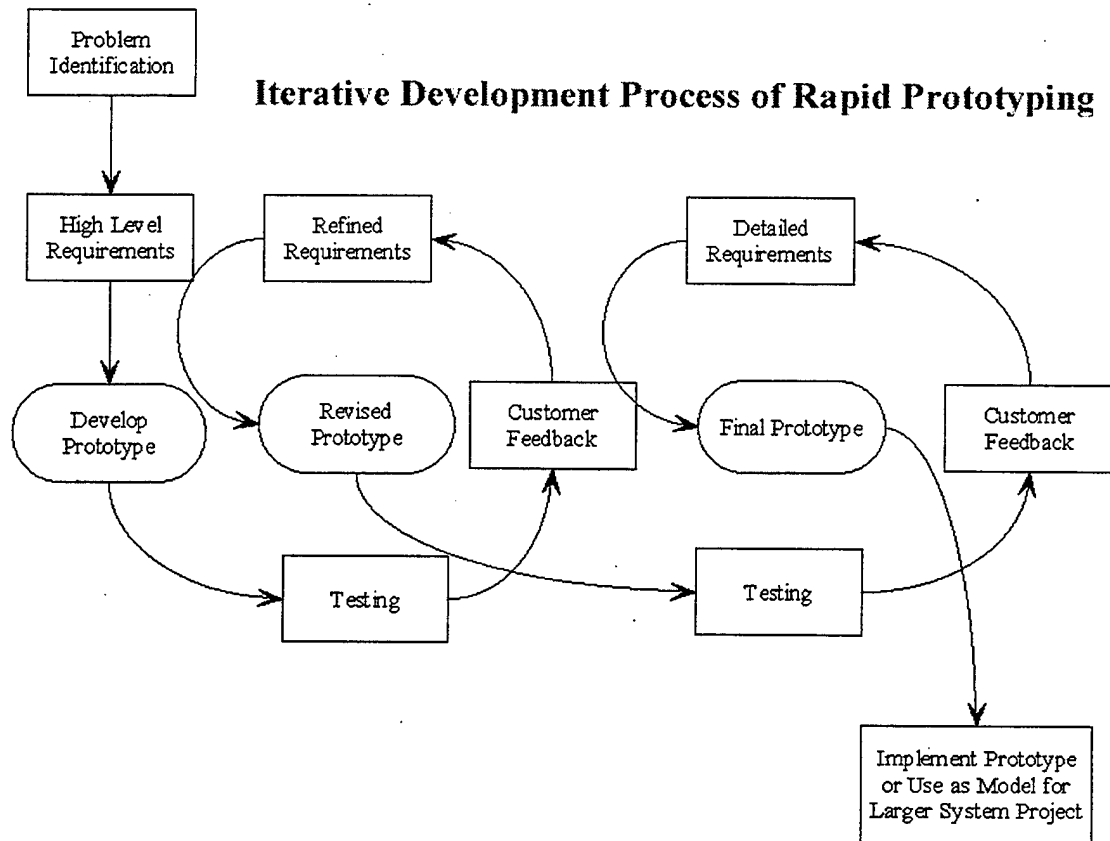 Problem
Identification
Iterative Development Process of Rapid Prototyping
High Level
Requirements
Refined
Requirements
Detailed
Requirements
Develop
Prototype
Revised
Prototype
Customer
Feedback
Final Prototype
Customer
Feedback
Testing
Testing
Implement Prototype
or Use as Model for
Larger System Project